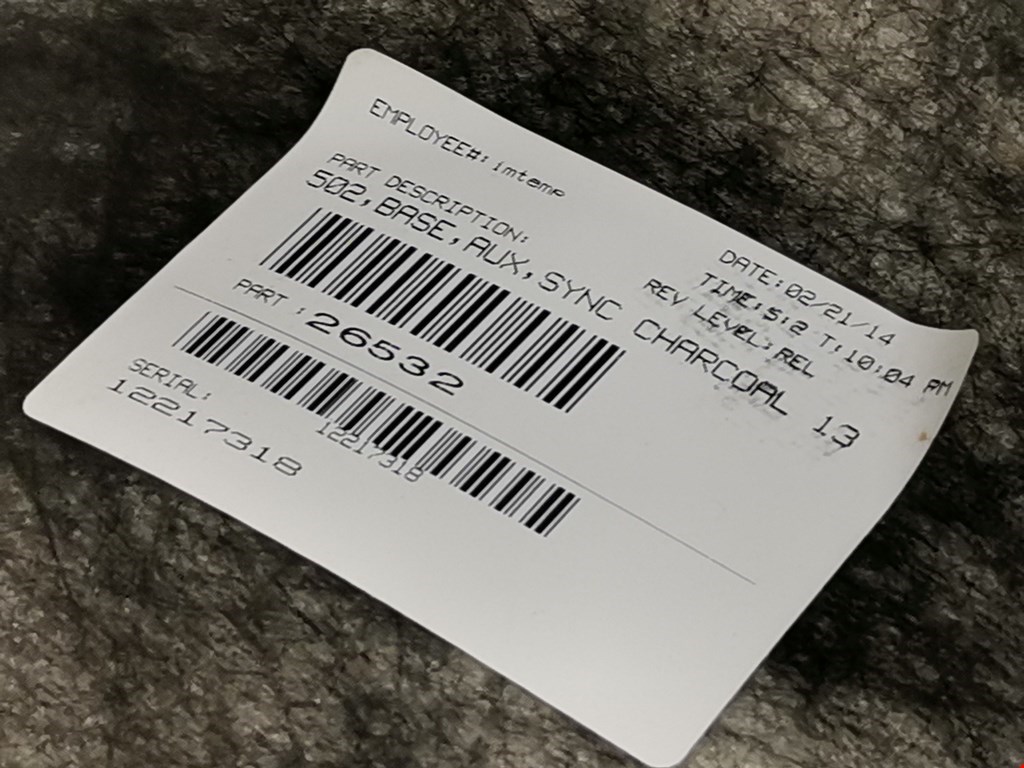 EMPLOYEE#:imtemp
DATE:02/21/14
TIME:S:2 T:10:04 PM
REV LEVEL:REL
PART DESCRIPTION:
502,BASE,AUX,SYNC CHARCOAL 13
PART :26532
12217318
SERIAL:
12217318